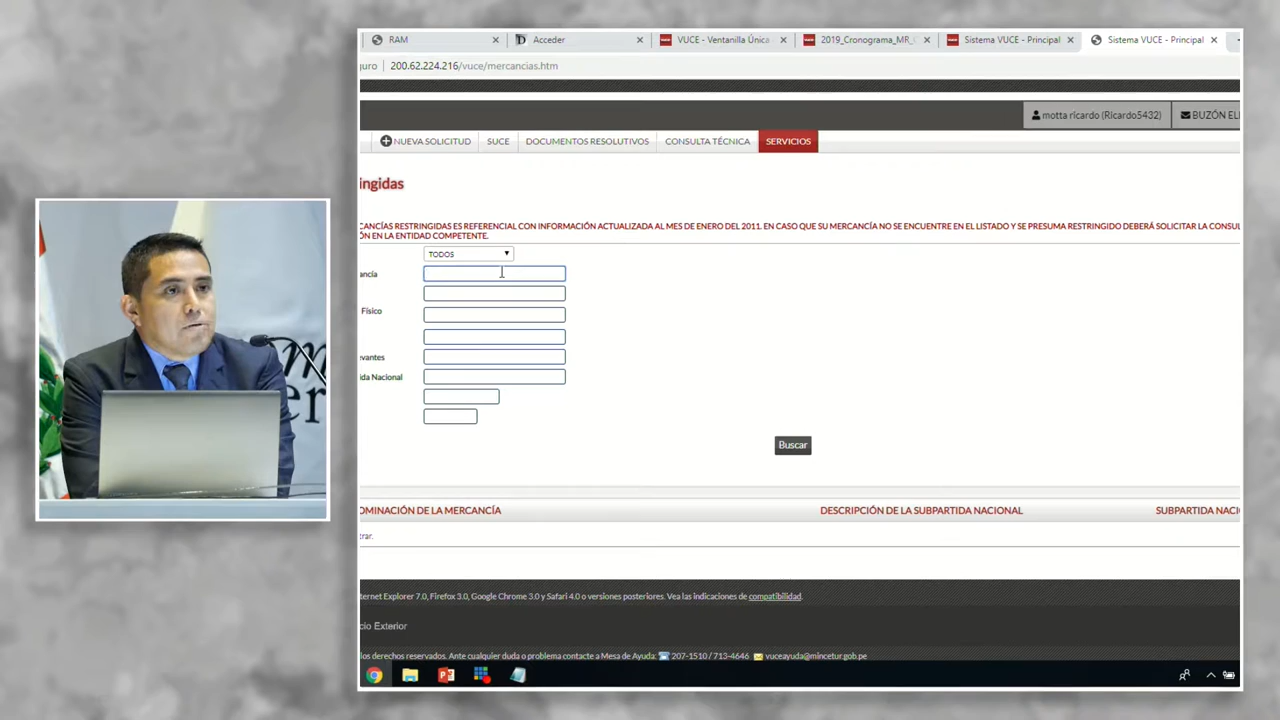 RAM
Acceder
VUCE - Ventanilla Única
2019_Cronograma_MR_
Sistema VUCE - Principal
Sistema VUCE - Principal
uro 200.62.224.216/vuce/mercancias.htm
motta ricardo (Ricardo5432)
BUZÓN EL
NUEVA SOLICITUD
SUCE
DOCUMENTOS RESOLUTIVOS
CONSULTA TÉCNICA
SERVICIOS
ingidas
CANCÍAS RESTRINGIDAS ES REFERENCIAL CON INFORMACIÓN ACTUALIZADA AL MES DE ENERO DEL 2011. EN CASO QUE SU MERCANCÍA NO SE ENCUENTRE EN EL LISTADO Y SE PRESUMA RESTRINGIDO DEBERÁ SOLICITAR LA CONSUL
ÓN EN LA ENTIDAD COMPETENTE.
TODOS
ancía
Físico
evantes
ida Nacional
Buscar
OMINACIÓN DE LA MERCANCÍA
DESCRIPCIÓN DE LA SUBPARTIDA NACIONAL
SUBPARTIDA NACI
trar.
ternet Explorer 7.0, Firefox 3.0, Google Chrome 3.0 y Safari 4.0 o versiones posteriores. Vea las indicaciones de compatibilidad.
cio Exterior
los derechos reservados. Ante cualquier duda o problema contacte a Mesa de Ayuda: 207-1510 / 713-4646 vuceayuda@mincetur.gob.pe